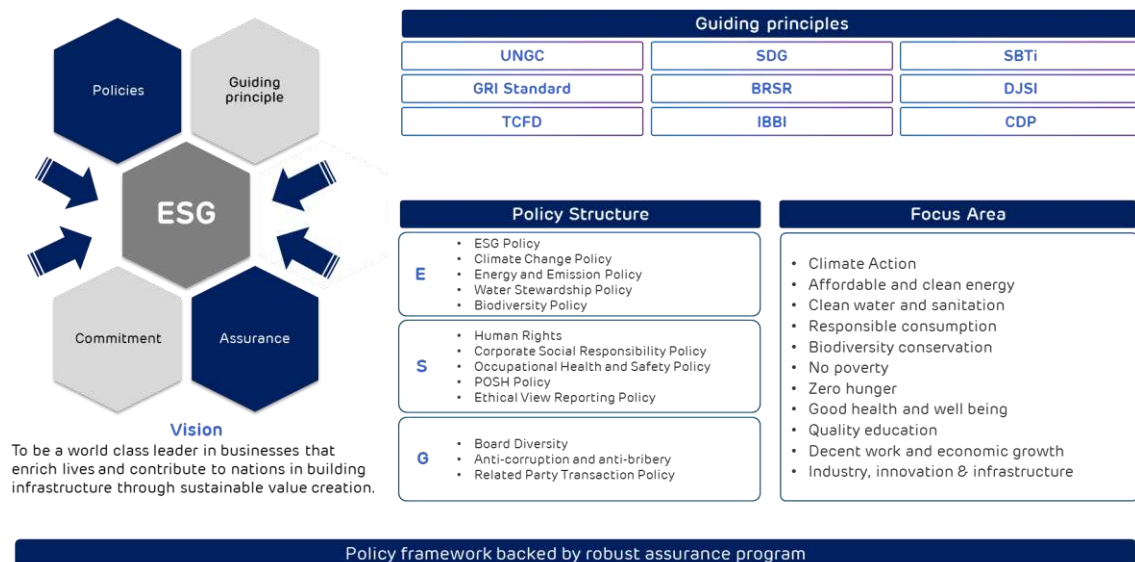 Policies
Guiding
principle
ESG
Commitment
Assurance
Vision
To be a world class leader in businesses that
enrich lives and contribute to nations in building
infrastructure through sustainable value creation.
Guiding principles
UNGC
SDG
SBTi
GRI Standard
BRSR
DJSI
TCFD
IBBI
CDP
Policy Structure
E
• ESG Policy
• Climate Change Policy
• Energy and Emission Policy
• Water Stewardship Policy
• Biodiversity Policy
S
• Human Rights
• Corporate Social Responsibility Policy
• Occupational Health and Safety Policy
• POSH Policy
• Ethical View Reporting Policy
G
• Board Diversity
• Anti-corruption and anti-bribery
• Related Party Transaction Policy
Focus Area
• Climate Action
• Affordable and clean energy
• Clean water and sanitation
• Responsible consumption
• Biodiversity conservation
• No poverty
• Zero hunger
• Good health and well being
• Quality education
• Decent work and economic growth
• Industry, innovation & infrastructure
Policy framework backed by robust assurance program